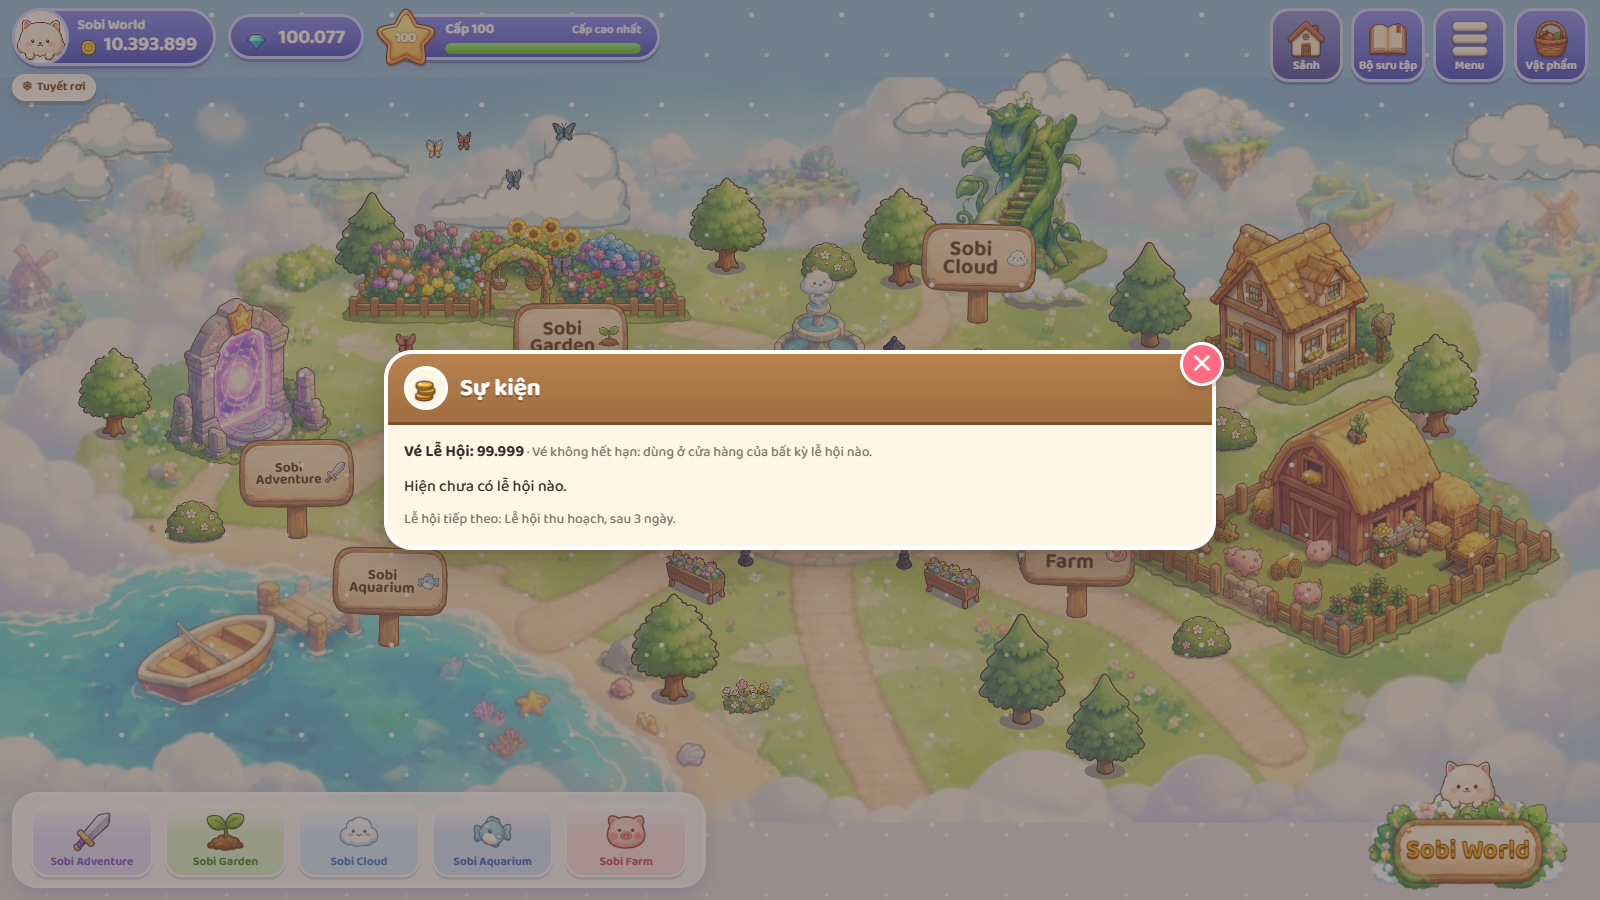 Sobi World
10.393.899
100.077
100
Cấp 100
Cấp cao nhất
Sảnh
Bộ sưu tập
Menu
Vật phẩm
❄ Tuyết rơi
Sobi
Cloud
Sobi
Garden
Sự kiện
Vé Lễ Hội: 99.999 · Vé không hết hạn: dùng ở cửa hàng của bất kỳ lễ hội nào.
Hiện chưa có lễ hội nào.
Lễ hội tiếp theo: Lễ hội thu hoạch, sau 3 ngày.
Sobi
Adventure
Sobi
Aquarium
Farm
Sobi Adventure
Sobi Garden
Sobi Cloud
Sobi Aquarium
Sobi Farm
Sobi World